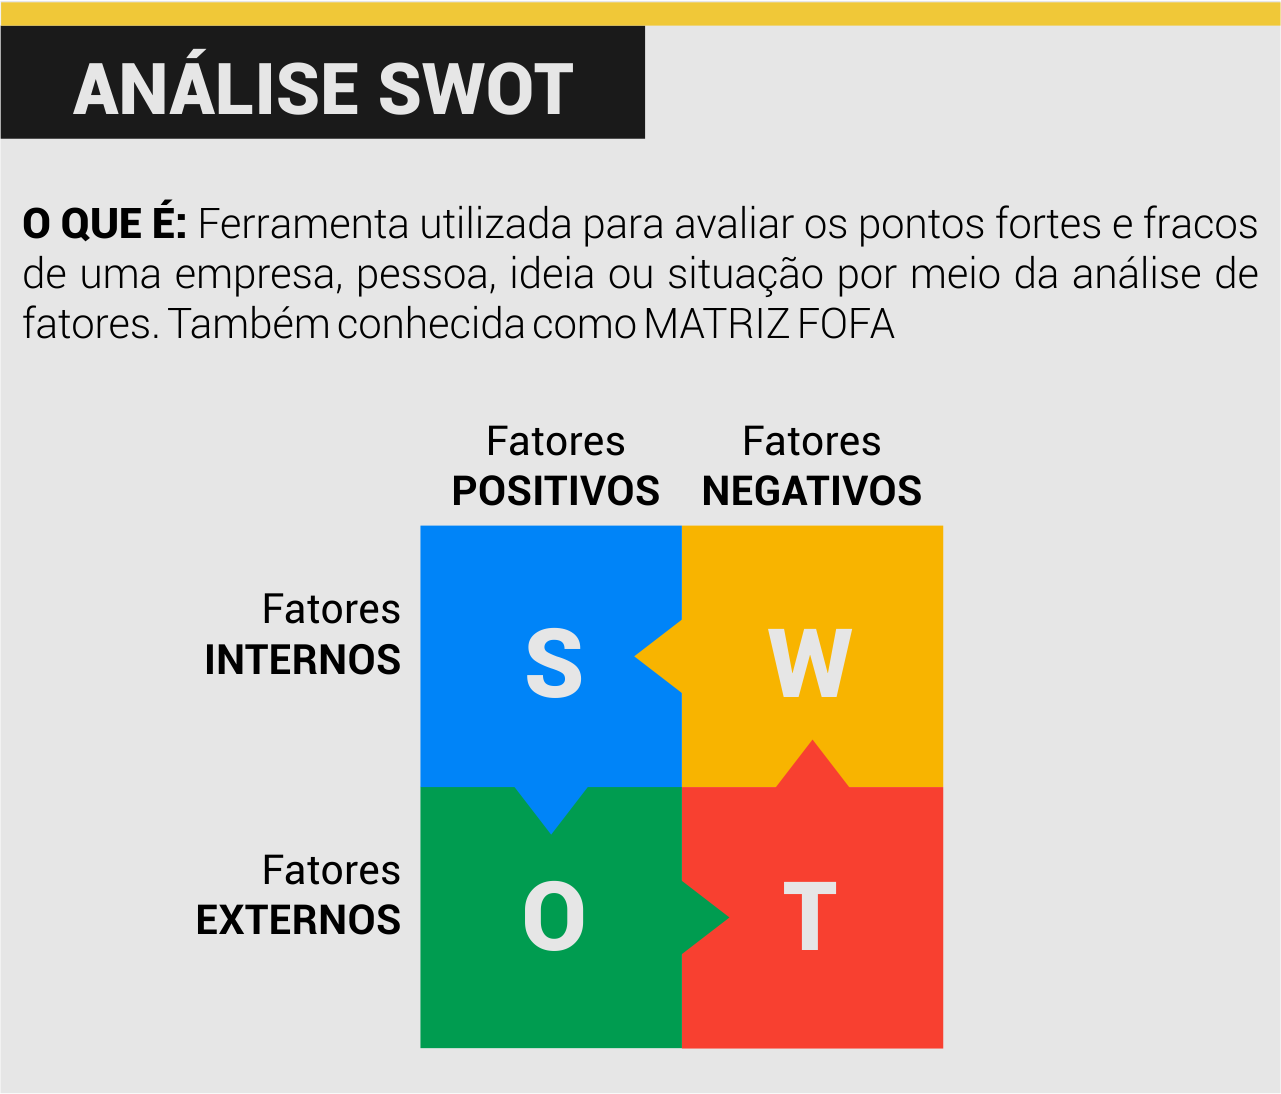 ANÁLISE SWOT
O QUE É: Ferramenta utilizada para avaliar os pontos fortes e fracos
de uma empresa, pessoa, ideia ou situação por meio da análise de
fatores. Também conhecida como MATRIZ FOFA
Fatores
POSITIVOS
Fatores
NEGATIVOS
Fatores
INTERNOS
S
W
Fatores
EXTERNOS
O
T